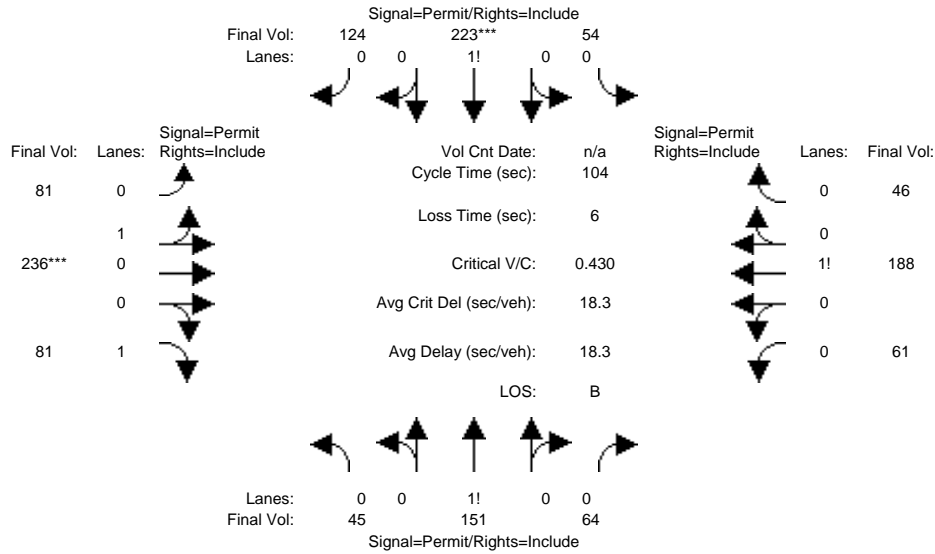 Signal=Permit/Rights=Include
Final Vol: 124 223*** 54
Lanes: 0 0 1! 0 0
Signal=Permit Signal=Permit
Final Vol: Lanes: Rights=Include Vol Cnt Date: n/a Rights=Include Lanes: Final Vol:
Cycle Time (sec): 104
81 0 0 46
Loss Time (sec): 6
1 0
236*** 0 Critical V/C: 0.430 1! 188
0 Avg Crit Del (sec/veh): 18.3 0
81 1 Avg Delay (sec/veh): 18.3 0 61
LOS: B
Lanes: 0 0 1! 0 0
Final Vol: 45 151 64
Signal=Permit/Rights=Include